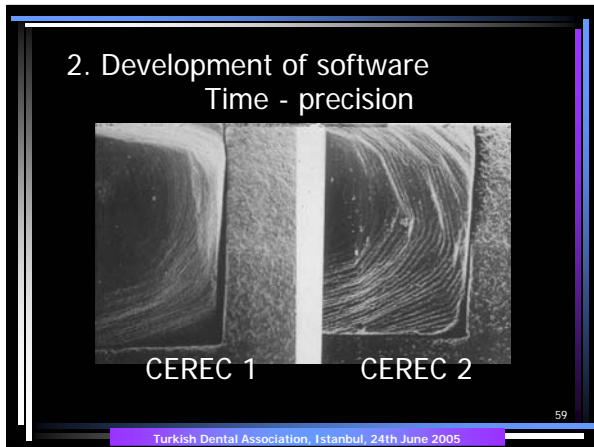 2. Development of software
Time - precision
CEREC 1
CEREC 2
59
Turkish Dental Association, Istanbul, 24th June 2005